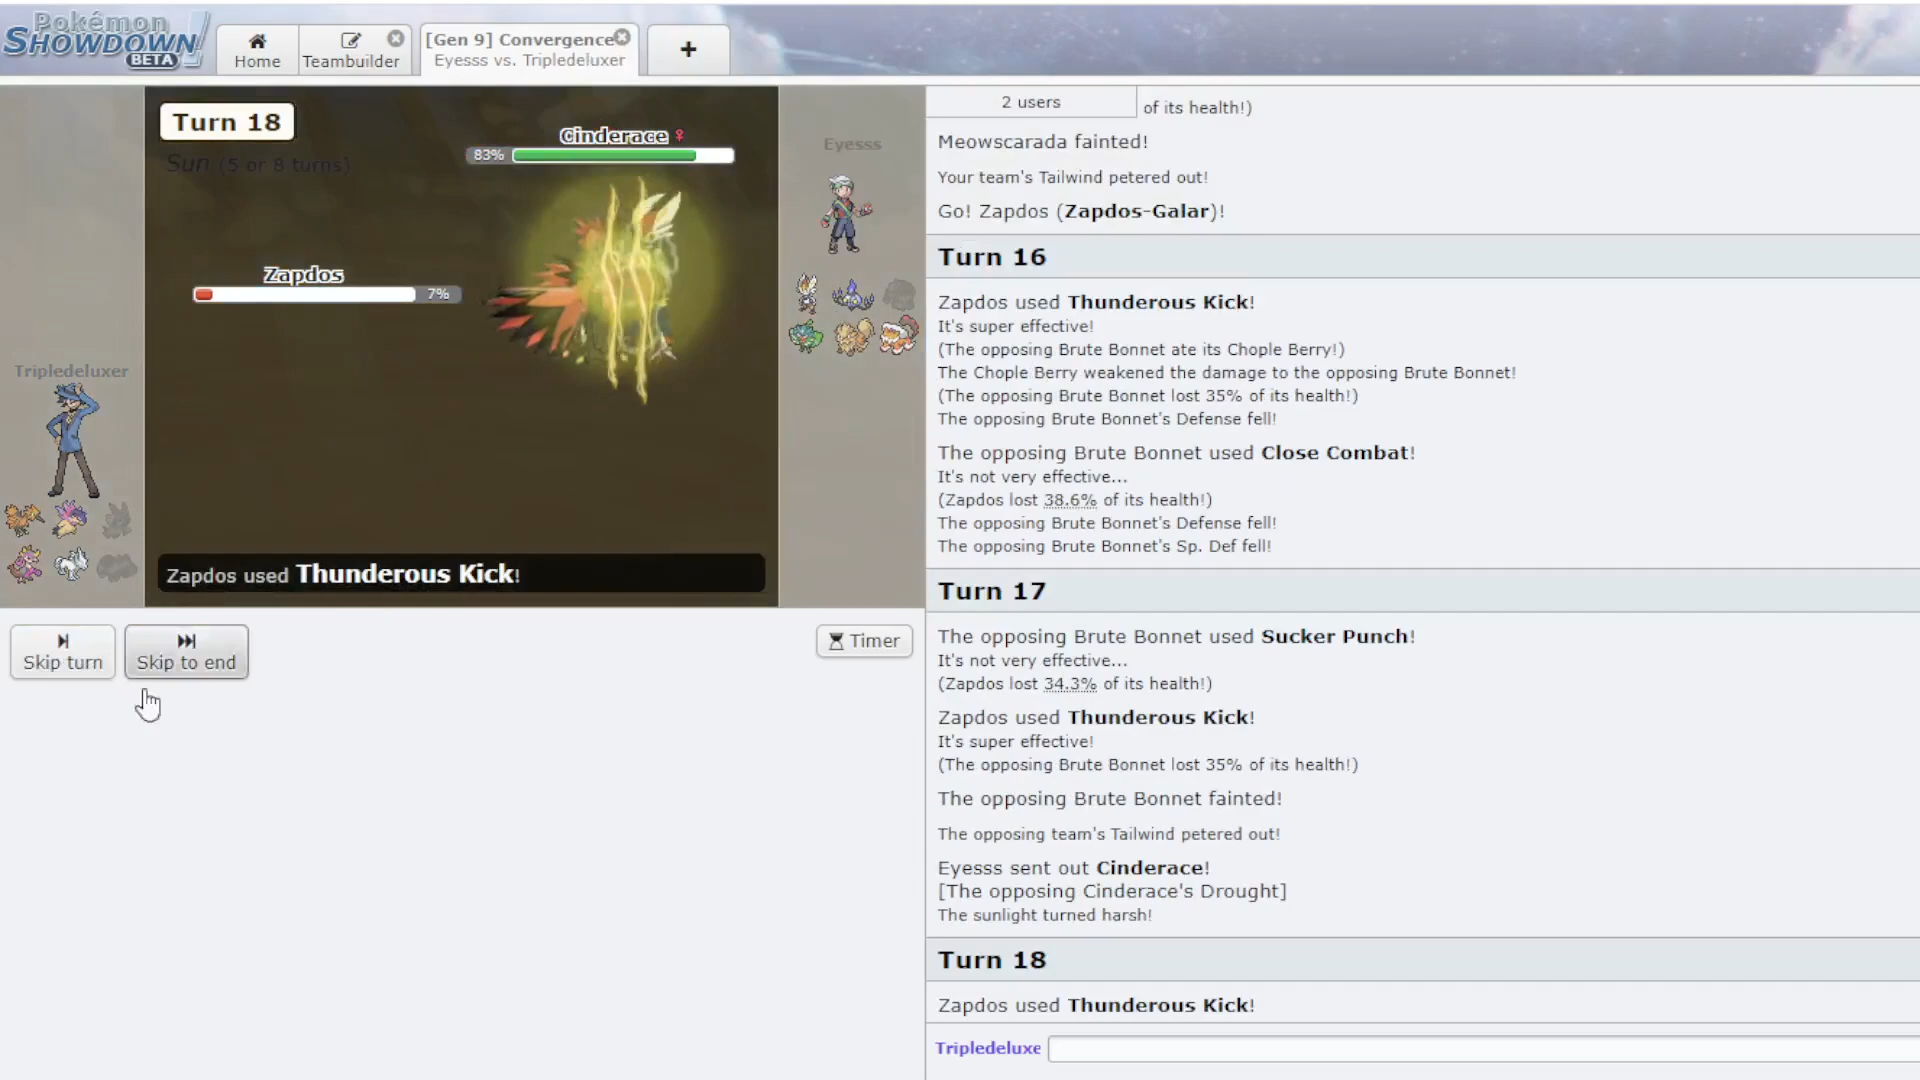 Pokémon
SHOWDOWN!
BETA
Home
Teambuilder
[Gen 9] Convergence
Eyesss vs. Tripledeluxer
+
Turn 18
Sun (5 or 8 turns)
Cinderace ♀
83%
Zapdos
7%
Eyesss
Tripledeluxer
Zapdos used Thunderous Kick!
Skip turn
Skip to end
Timer
2 users
of its health!)
Meowscarada fainted!
Your team's Tailwind petered out!
Go! Zapdos (Zapdos-Galar)!
Turn 16
Zapdos used Thunderous Kick!
It's super effective!
(The opposing Brute Bonnet ate its Chople Berry!)
The Chople Berry weakened the damage to the opposing Brute Bonnet!
(The opposing Brute Bonnet lost 35% of its health!)
The opposing Brute Bonnet's Defense fell!
The opposing Brute Bonnet used Close Combat!
It's not very effective...
(Zapdos lost 38.6% of its health!)
The opposing Brute Bonnet's Defense fell!
The opposing Brute Bonnet's Sp. Def fell!
Turn 17
The opposing Brute Bonnet used Sucker Punch!
It's not very effective...
(Zapdos lost 34.3% of its health!)
Zapdos used Thunderous Kick!
It's super effective!
(The opposing Brute Bonnet lost 35% of its health!)
The opposing Brute Bonnet fainted!
The opposing team's Tailwind petered out!
Eyesss sent out Cinderace!
[The opposing Cinderace's Drought]
The sunlight turned harsh!
Turn 18
Zapdos used Thunderous Kick!
Tripledeluxe